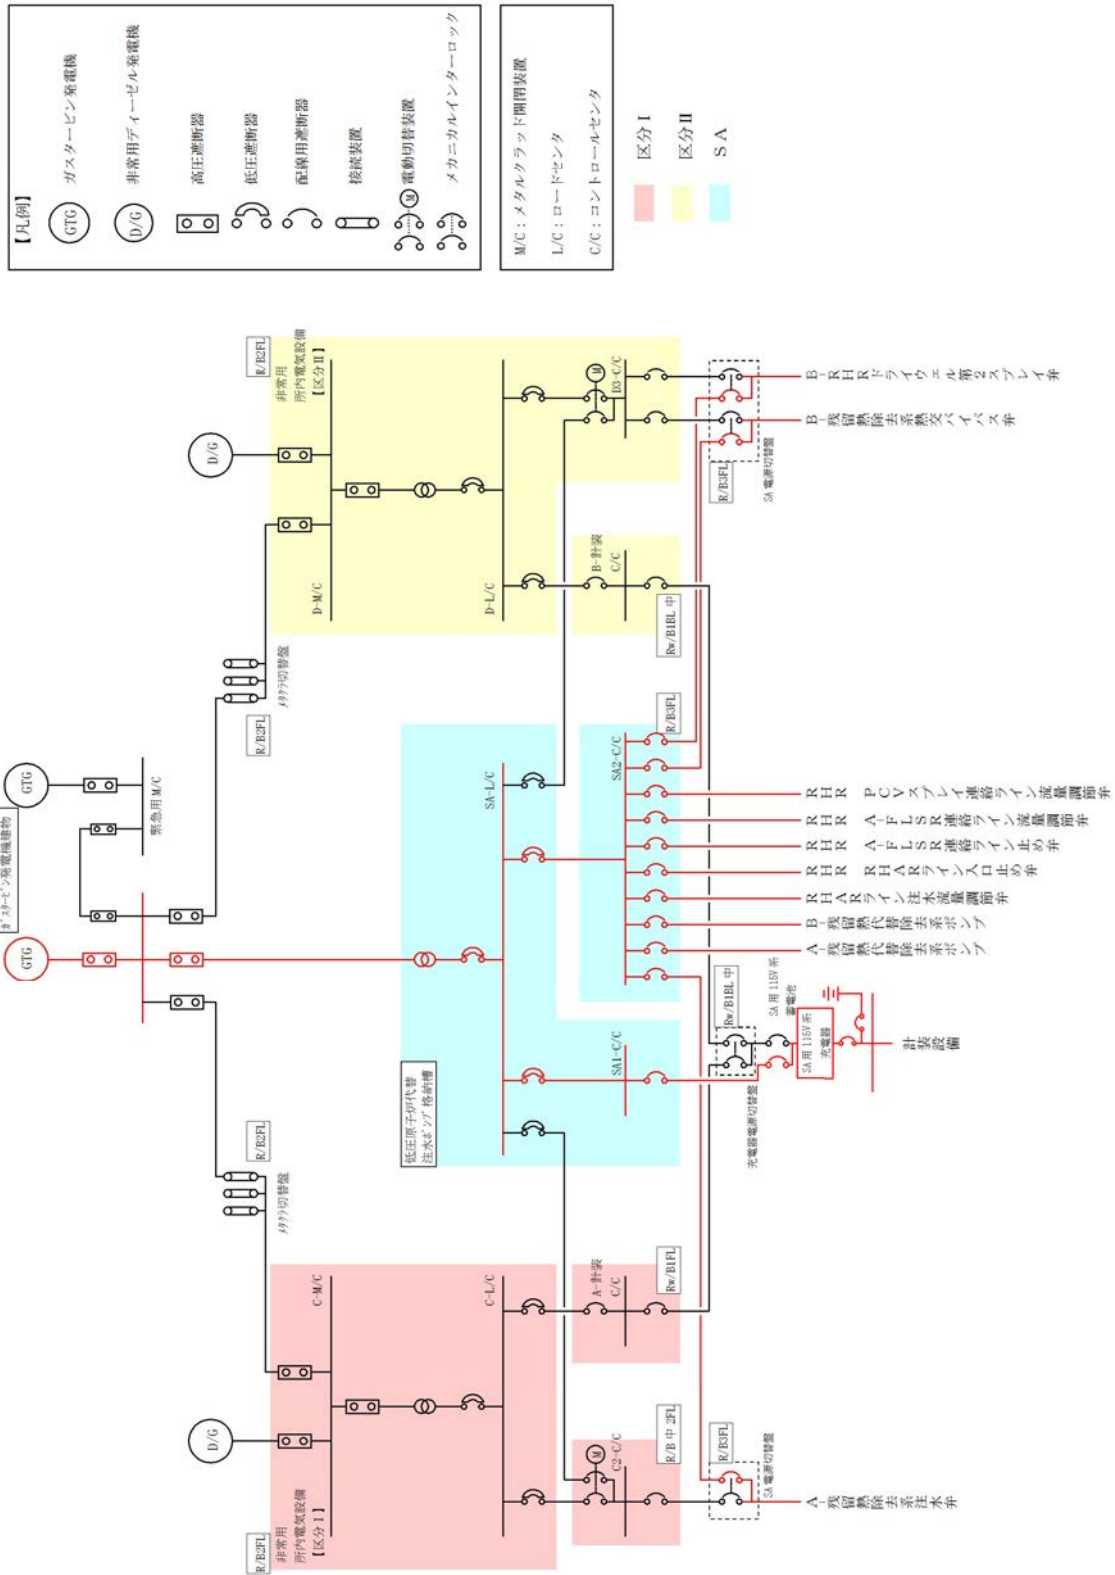 【凡例】
GTG ガスタービン発電機
D/G 非常用ディーゼル発電機
高圧遮断器
低圧遮断器
配線用遮断器
接続装置
M 電動切替装置
メカニカルインターロック
M/C：メタルクラッド開閉装置
L/C：ロードセンタ
C/C：コントロールセンタ
区分Ⅰ
区分Ⅱ
SA
ガスタービン発電機建物
GTG
GTG
緊急用M/C
R/B2FL
メタクラ切替盤
R/B2FL
メタクラ切替盤
D/G
D/G
R/B2FL
非常用
所内電気設備
【区分Ⅰ】
C-M/C
C-L/C
R/B2FL
非常用
所内電気設備
【区分Ⅱ】
D-M/C
D-L/C
低圧原子炉代替
注水ポンプ格納槽
SA-L/C
SA1-C/C
SA2-C/C
R/B3FL
M
C2-C/C
R/B 中 2FL
A-計装
C/C
Rw/B1FL
B-計装
C/C
Rw/B1BL 中
M
D3-C/C
R/B3FL
SA電源切替盤
R/B3FL
SA電源切替盤
Rw/B1BL 中
充電器電源切替盤
SA用115V系
蓄電池
SA用115V系
充電器
計装設備
A-残留熱除去系注水弁
A-残留熱代替除去系ポンプ
B-残留熱代替除去系ポンプ
RHARライン注水流量調節弁
RHR RHARライン入口止め弁
RHR A-FLSR連絡ライン止め弁
RHR A-FLSR連絡ライン流量調節弁
RHR PCVスプレイ連絡ライン流量調節弁
B-残留熱除去系熱交バイパス弁
B-RHRドライウェル第2スプレイ弁